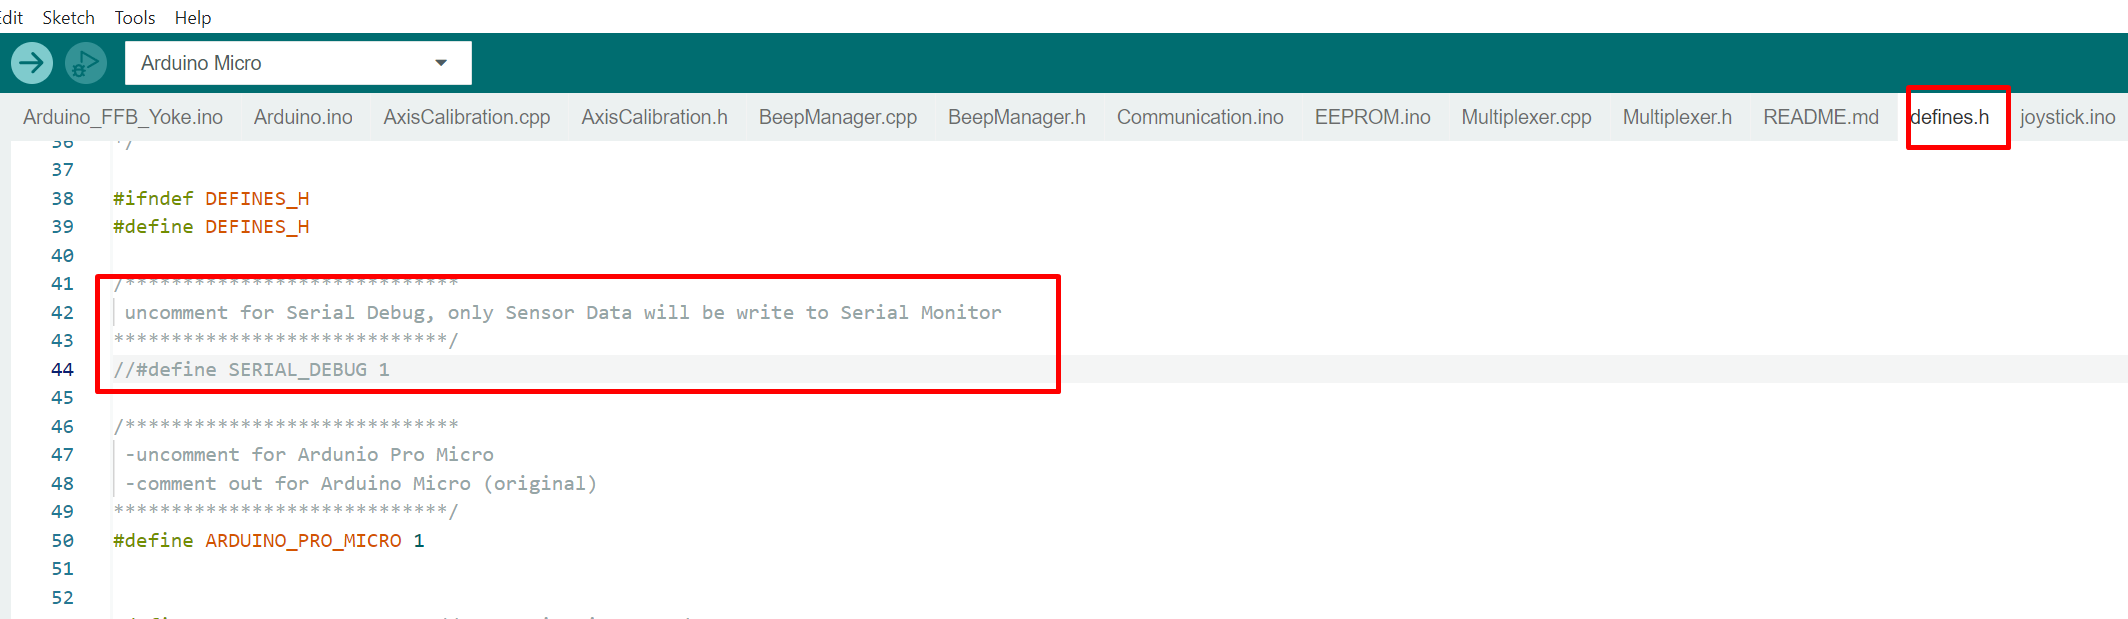 Edit Sketch Tools Help
Arduino Micro
Arduino_FFB_Yoke.ino Arduino.ino AxisCalibration.cpp AxisCalibration.h BeepManager.cpp BeepManager.h Communication.ino EEPROM.ino Multiplexer.cpp Multiplexer.h README.md defines.h joystick.ino
36 */
37
38 #ifndef DEFINES_H
39 #define DEFINES_H
40
41 /*****************************
42 uncomment for Serial Debug, only Sensor Data will be write to Serial Monitor
43 *****************************/
44 //#define SERIAL_DEBUG 1
45
46 /*****************************
47 -uncomment for Ardunio Pro Micro
48 -comment out for Arduino Micro (original)
49 *****************************/
50 #define ARDUINO_PRO_MICRO 1
51
52